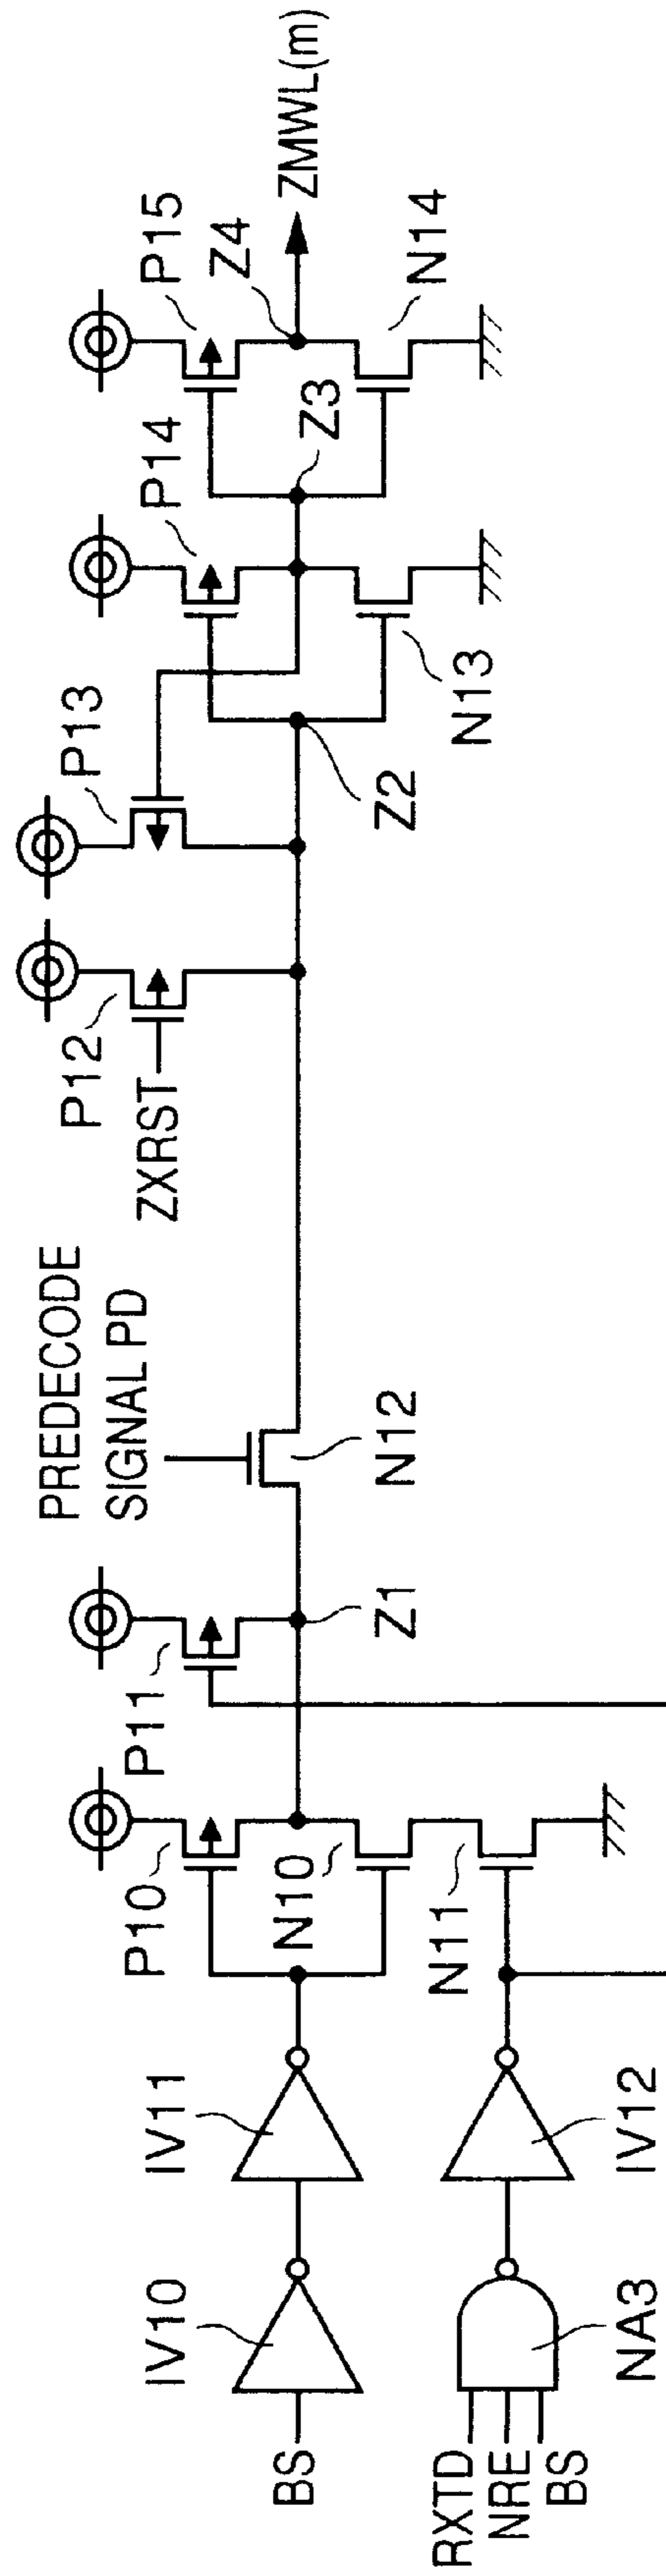 BS
IV10
IV11
RXTD
NRE
BS
NA3
IV12
P10
N10
N11
P11
Z1
PREDECODE
SIGNAL PD
N12
ZXRST
P12
P13
Z2
P14
N13
Z3
P15
Z4
N14
ZMWL(m)